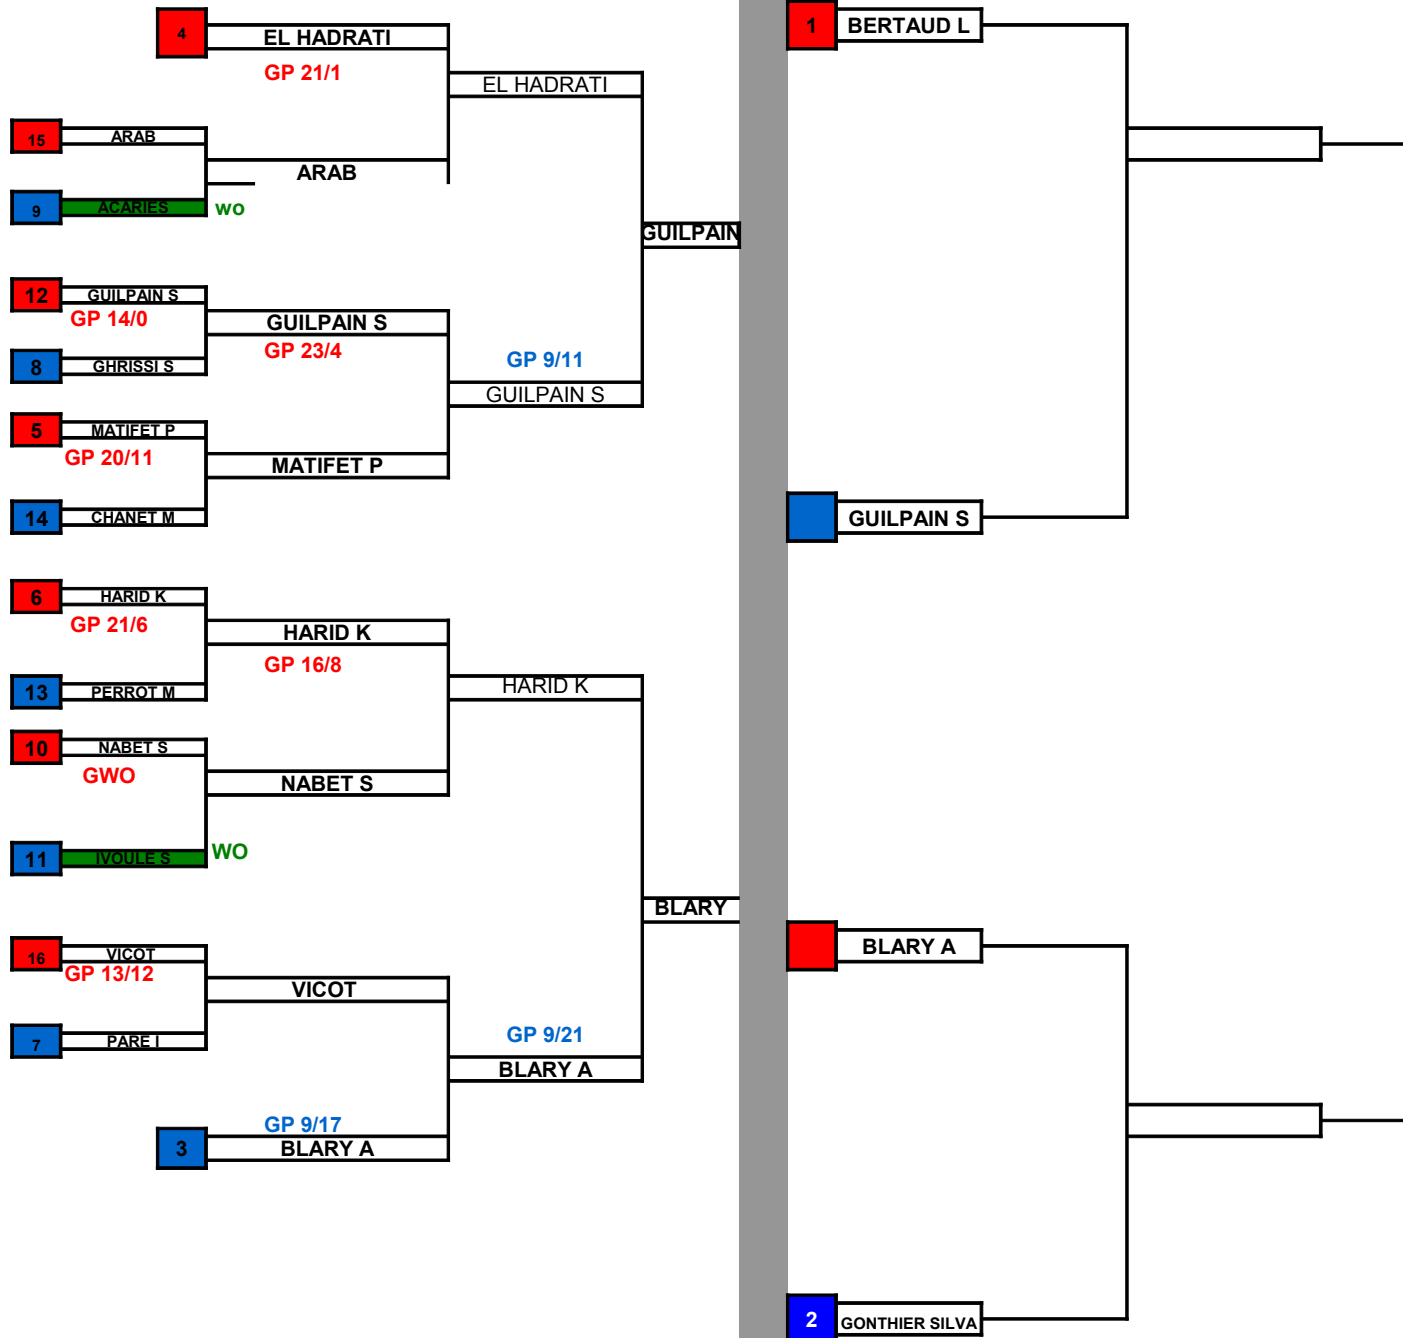 4
EL HADRATI
GP 21/1
EL HADRATI
15
ARAB
ARAB
9
ACARIES
wo
GUILPAIN
12
GUILPAIN S
GP 14/0
GUILPAIN S
GP 23/4
8
GHRISSI S
GP 9/11
GUILPAIN S
5
MATIFET P
GP 20/11
MATIFET P
14
CHANET M
6
HARID K
GP 21/6
HARID K
GP 16/8
13
PERROT M
HARID K
10
NABET S
GWO
NABET S
11
IVOULE S
WO
BLARY
16
VICOT
GP 13/12
VICOT
7
PARE I
GP 9/21
BLARY A
GP 9/17
3
BLARY A
1
BERTAUD L
GUILPAIN S
BLARY A
2
GONTHIER SILVA